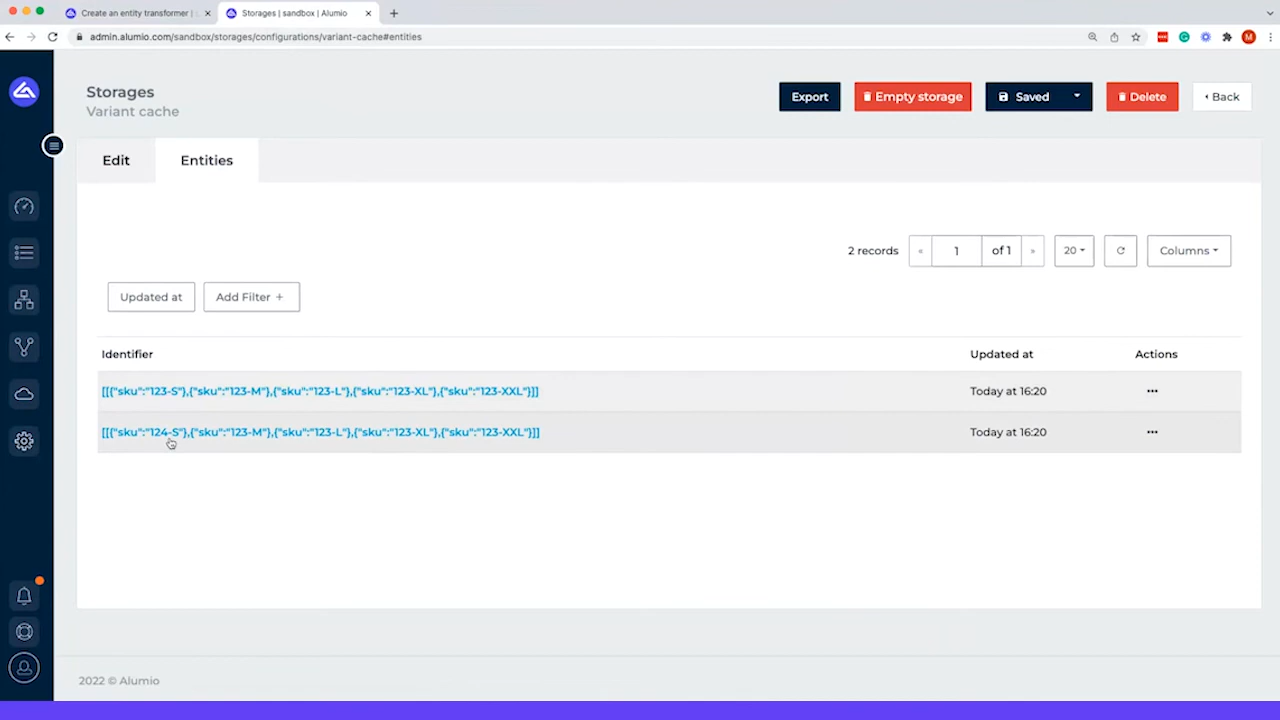 Create an entity transformer |
Storages | sandbox | Alumio
admin.alumio.com/sandbox/storages/configurations/variant-cache#entities
M
Storages
Variant cache
Export
Empty storage
Saved
Delete
Back
Edit
Entities
2 records
«
1
of 1
»
20
Columns
Updated at
Add Filter +
Identifier
Updated at
Actions
[[{"sku":"123-S"},{"sku":"123-M"},{"sku":"123-L"},{"sku":"123-XL"},{"sku":"123-XXL"}]]
Today at 16:20
•••
[[{"sku":"124-S"},{"sku":"123-M"},{"sku":"123-L"},{"sku":"123-XL"},{"sku":"123-XXL"}]]
Today at 16:20
•••
2022 © Alumio